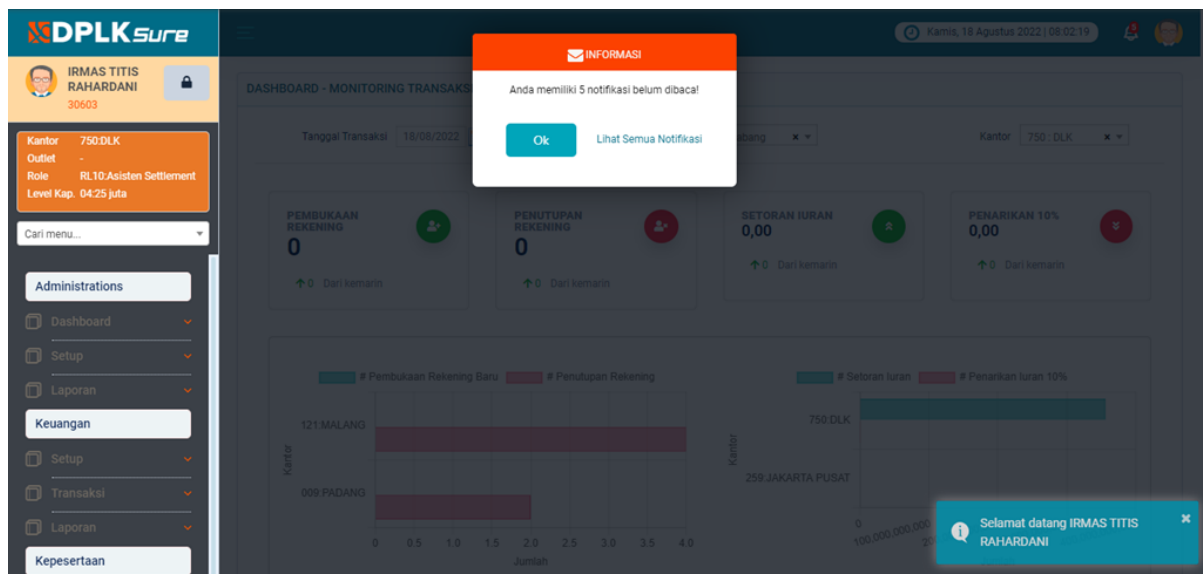 DPLKSure
IRMAS TITIS
RAHARDANI
30603
Kantor 750:DLK
Outlet -
Role RL10:Asisten Settlement
Level Kap. 04:25 juta
Cari menu...
Administrations
Dashboard
Setup
Laporan
Keuangan
Setup
Transaksi
Laporan
Kepesertaan
Kamis, 18 Agustus 2022 | 08:02:19
INFORMASI
Anda memiliki 5 notifikasi belum dibaca!
Ok Lihat Semua Notifikasi
DASHBOARD - MONITORING TRANSAKS
Tanggal Transaksi 18/08/2022
abang
Kantor 750 : DLK
PEMBUKAAN
REKENING
0
0 Dari kemarin
PENUTUPAN
REKENING
0
0 Dari kemarin
SETORAN IURAN
0,00
0 Dari kemarin
PENARIKAN 10%
0,00
0 Dari kemarin
# Pembukaan Rekening Baru # Penutupan Rekening
Kantor
121:MALANG
009:PADANG
0 0.5 1.0 1.5 2.0 2.5 3.0 3.5 4.0
Jumlah
# Setoran Iuran # Penarikan Iuran 10%
Kantor
750:DLK
259:JAKARTA PUSAT
0
100,000,000,000
Selamat datang IRMAS TITIS
RAHARDANI